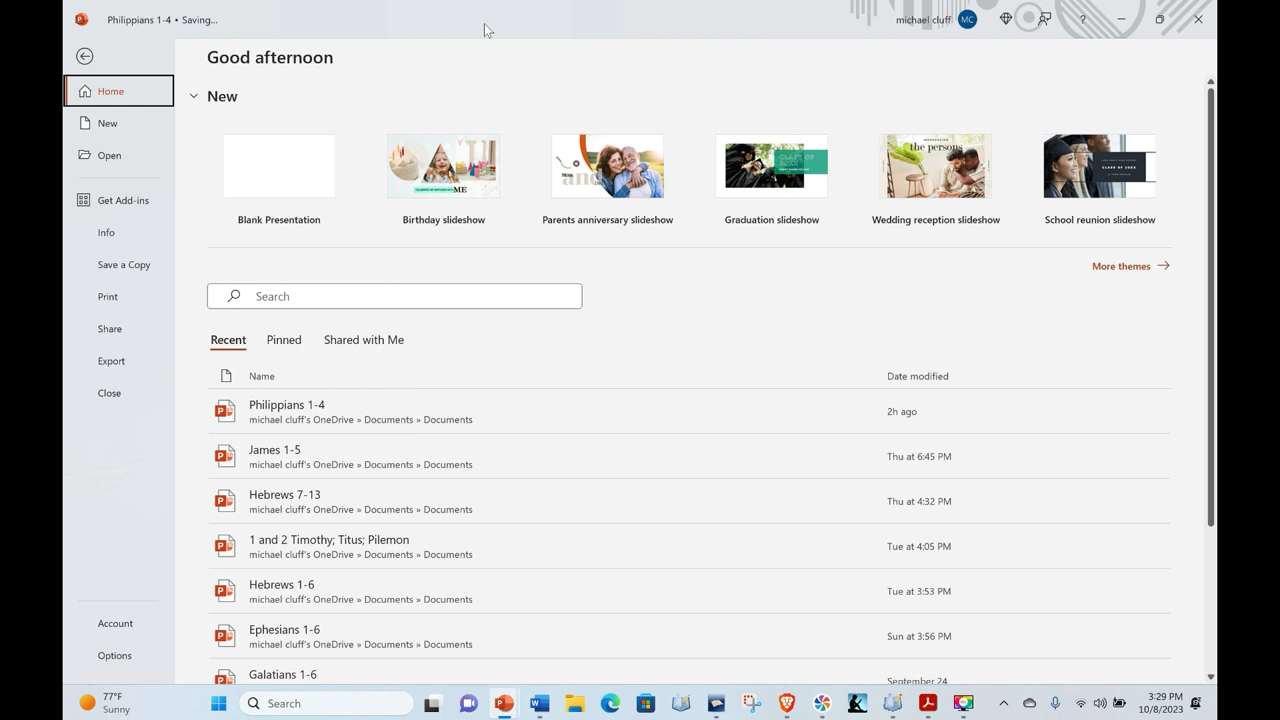 Philippians 1-4 • Saving...
michael cluff MC
Good afternoon
Home
New
New
Open
Get Add-ins
Info
Save a Copy
Print
Share
Export
Close
Account
Options
Blank Presentation
Birthday slideshow
Parents anniversary slideshow
Graduation slideshow
Wedding reception slideshow
School reunion slideshow
More themes
Search
Recent Pinned Shared with Me
Name Date modified
Philippians 1-4
michael cluff's OneDrive » Documents » Documents
2h ago
James 1-5
michael cluff's OneDrive » Documents » Documents
Thu at 6:45 PM
Hebrews 7-13
michael cluff's OneDrive » Documents » Documents
Thu at 4:32 PM
1 and 2 Timothy; Titus; Pilemon
michael cluff's OneDrive » Documents » Documents
Tue at 4:05 PM
Hebrews 1-6
michael cluff's OneDrive » Documents » Documents
Tue at 3:53 PM
Ephesians 1-6
michael cluff's OneDrive » Documents » Documents
Sun at 3:56 PM
Galatians 1-6
September 24
77°F
Sunny
Search
3:29 PM
10/8/2023